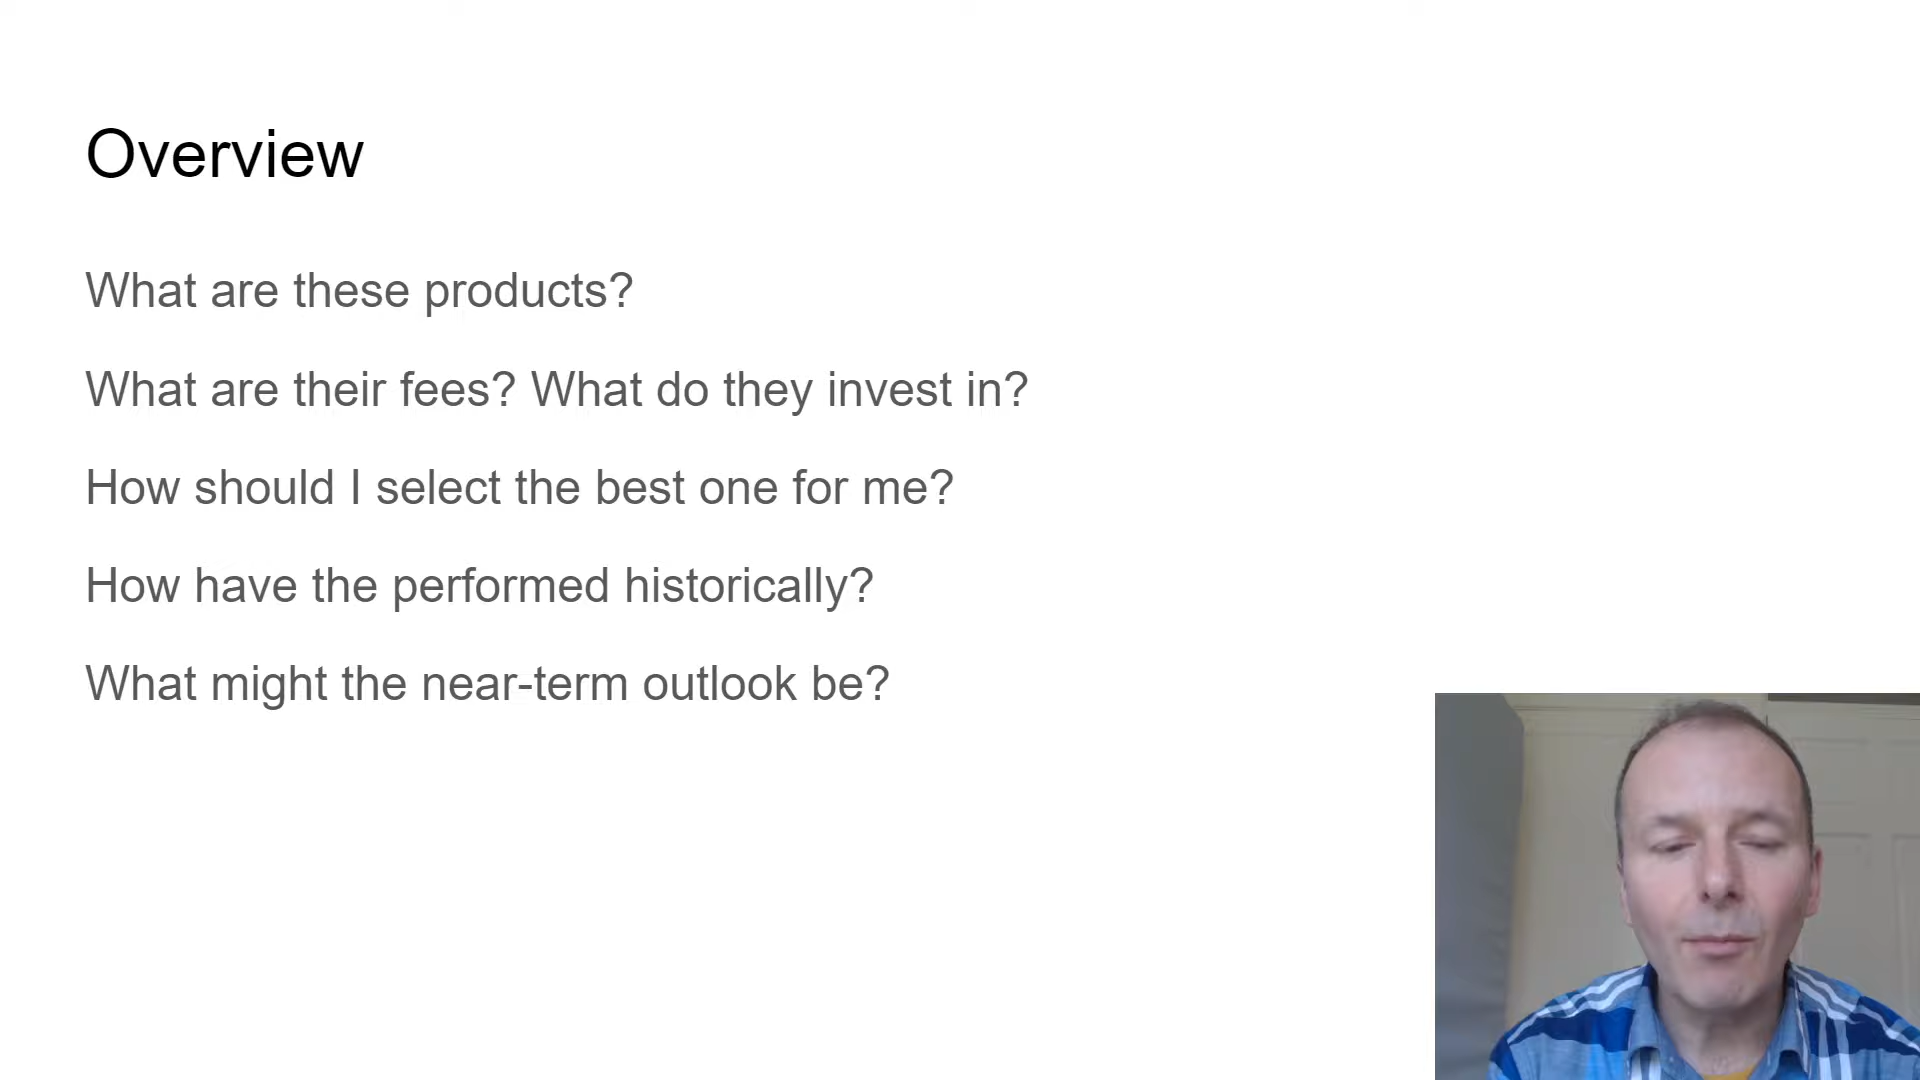 Overview
What are these products?
What are their fees? What do they invest in?
How should I select the best one for me?
How have the performed historically?
What might the near-term outlook be?